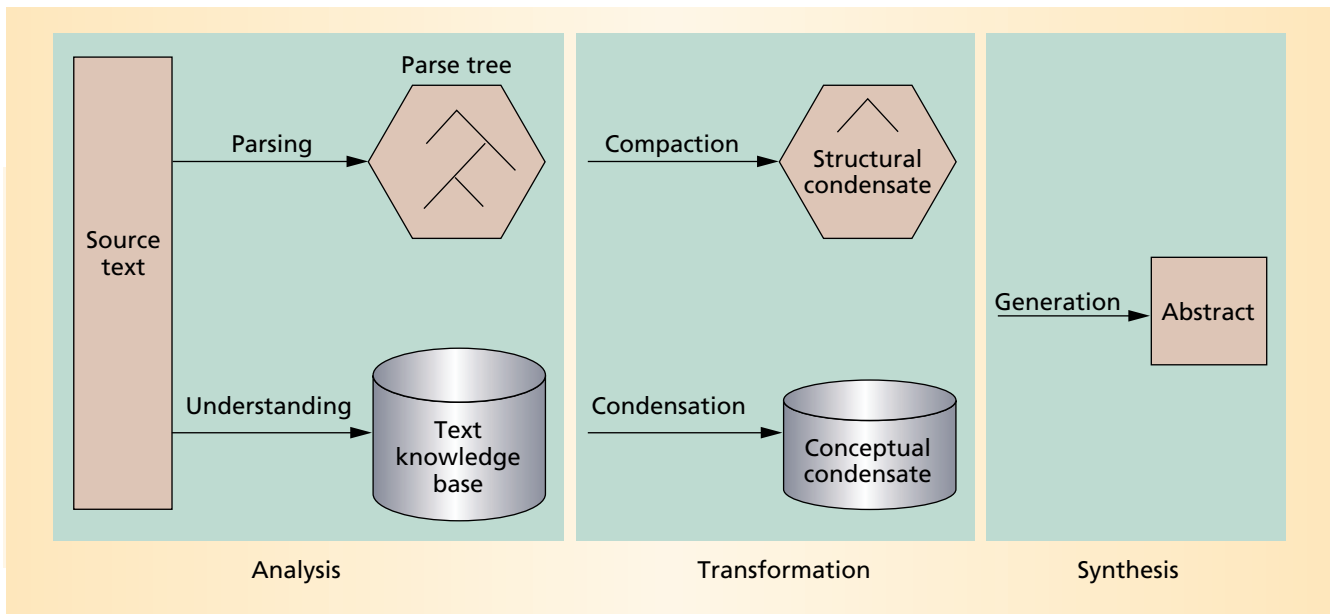 Parse tree
Parsing
Compaction
Structural
condensate
Source
text
Generation
Abstract
Understanding
Text
knowledge
base
Condensation
Conceptual
condensate
Analysis
Transformation
Synthesis